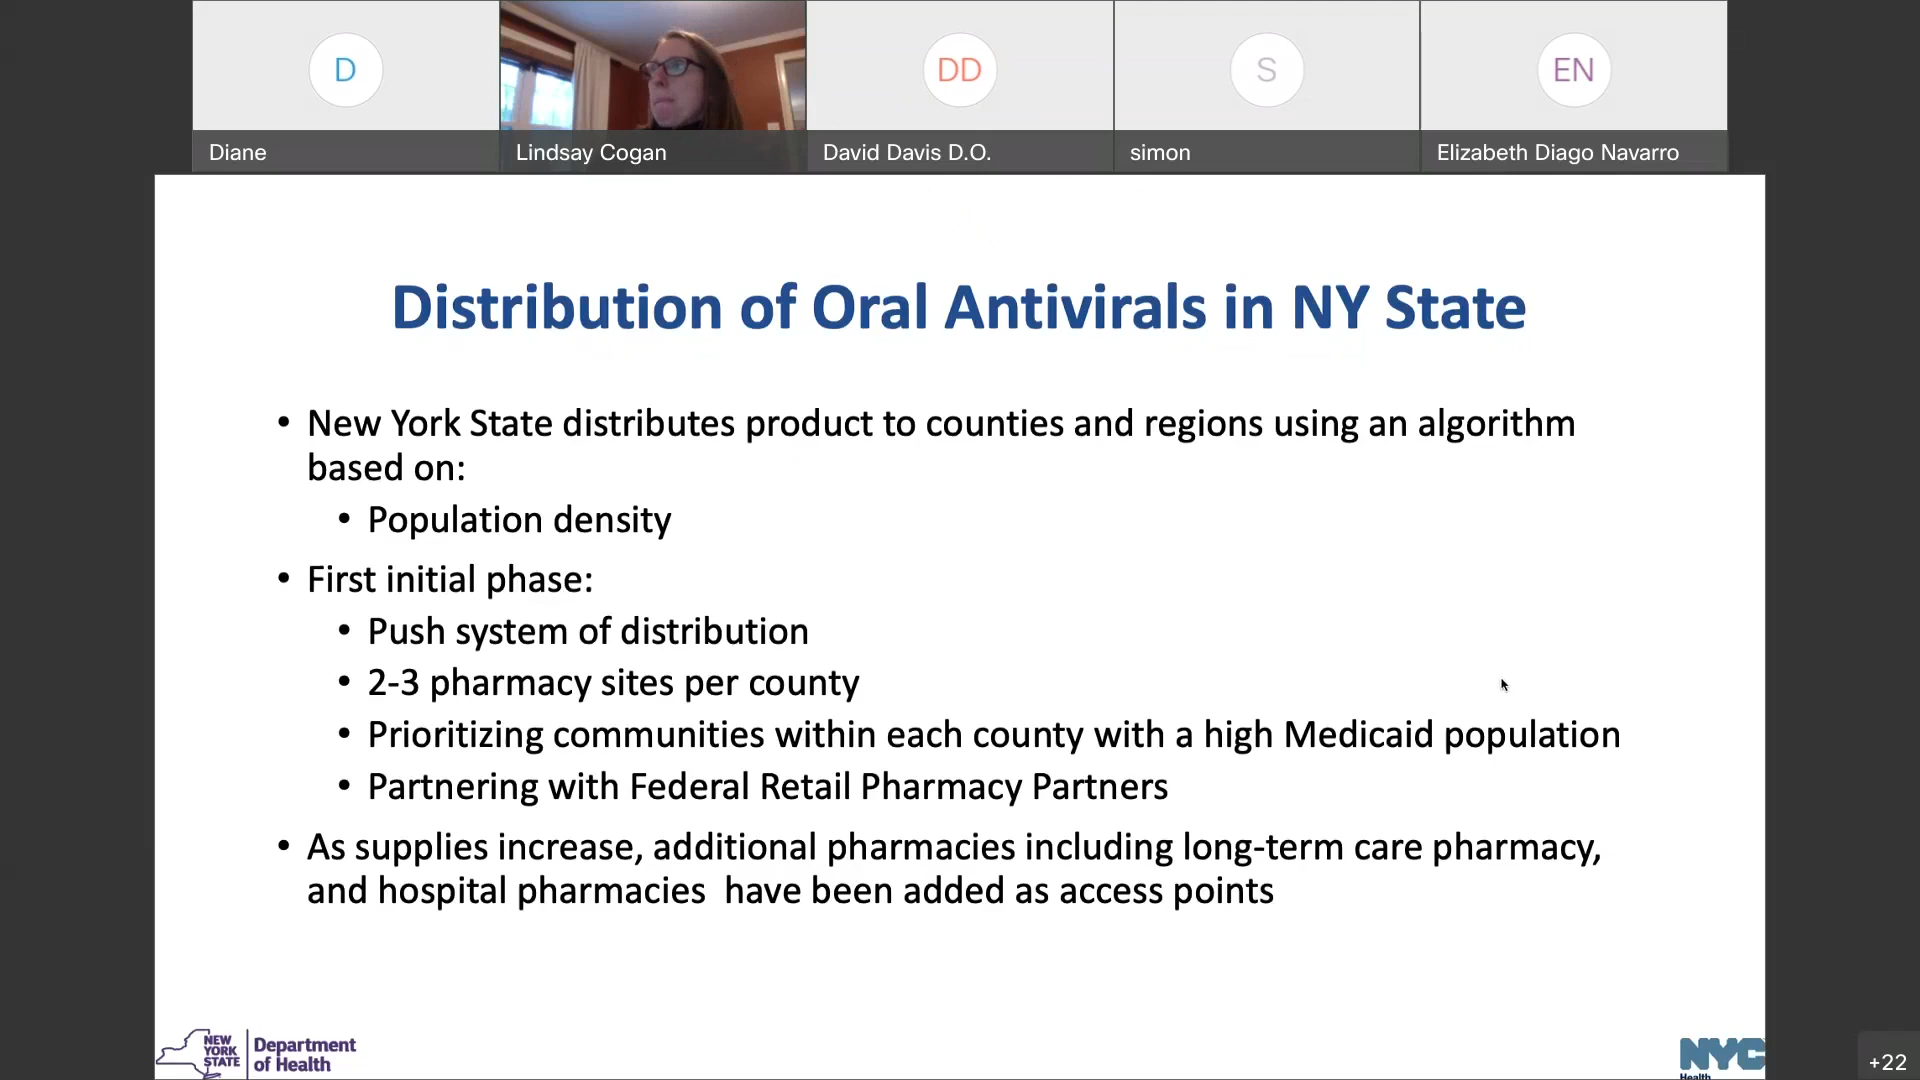 D
DD
S
EN
Diane
Lindsay Cogan
David Davis D.O.
simon
Elizabeth Diago Navarro
Distribution of Oral Antivirals in NY State
• New York State distributes product to counties and regions using an algorithm
based on:
• Population density
• First initial phase:
• Push system of distribution
• 2-3 pharmacy sites per county
• Prioritizing communities within each county with a high Medicaid population
• Partnering with Federal Retail Pharmacy Partners
• As supplies increase, additional pharmacies including long-term care pharmacy,
and hospital pharmacies  have been added as access points
NEW
YORK
STATE
Department
of Health
NYC
Health
+22